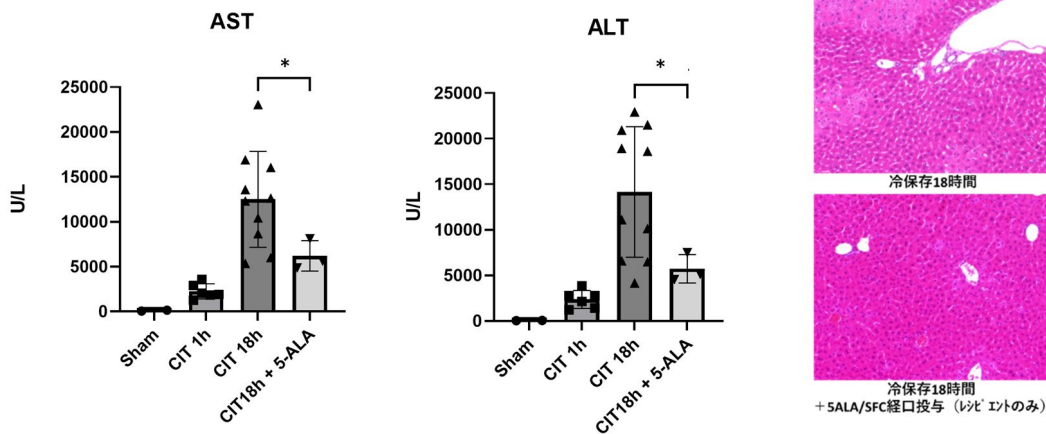 AST
*
U/L
25000
20000
15000
10000
5000
0
Sham
CIT 1h
CIT 18h
CIT18h + 5-ALA
ALT
*
U/L
25000
20000
15000
10000
5000
0
Sham
CIT 1h
CIT 18h
CIT18h + 5-ALA
冷保存18時間
冷保存18時間
+5ALA/SFC経口投与(レシピエントのみ)